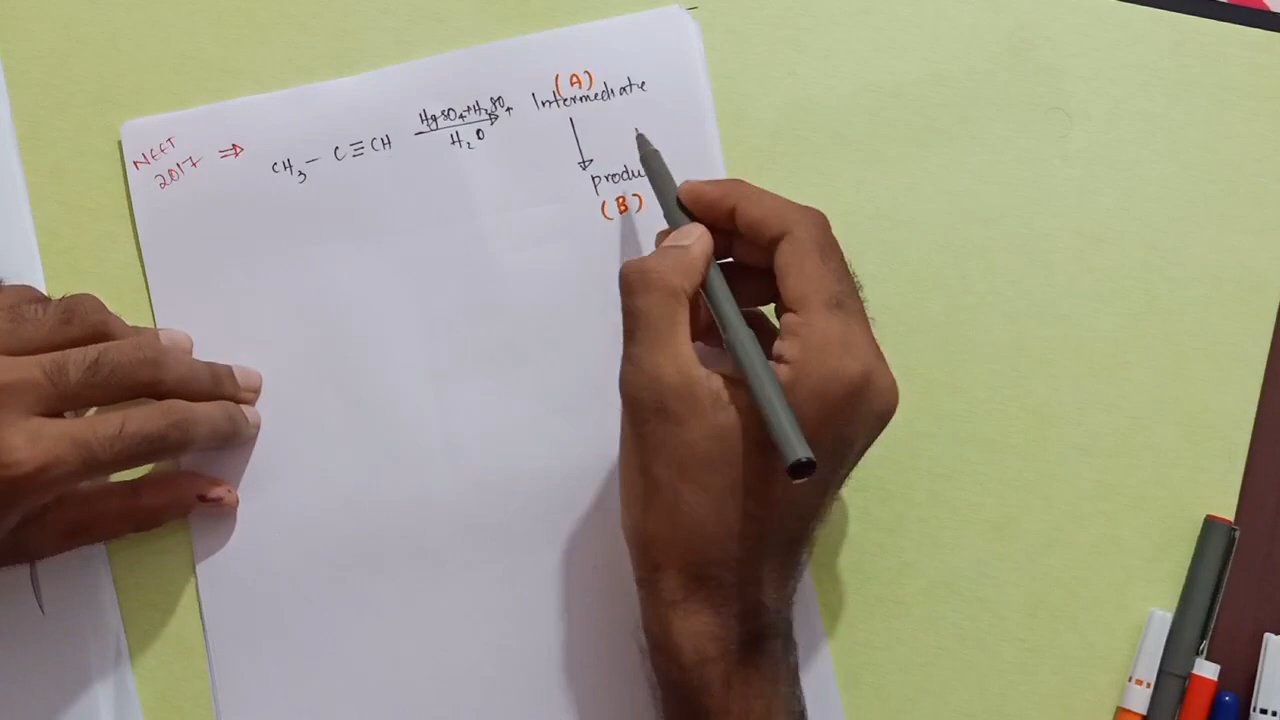 NEET 2017 ⇒ CH₃ – C ≡ CH
HgSO₄+H₂SO₄
H₂O
(A)
Intermediate
produ
(B)